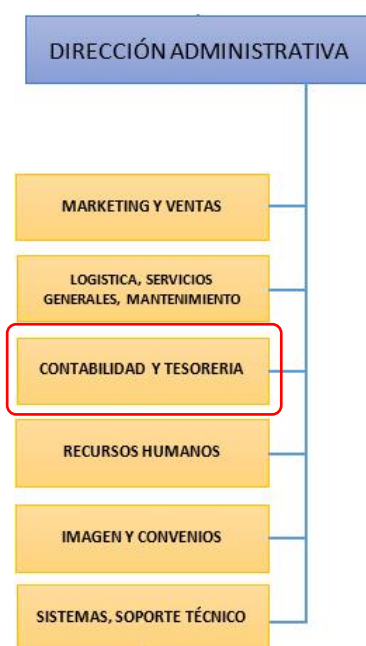 DIRECCIÓN ADMINISTRATIVA
MARKETING Y VENTAS
LOGISTICA, SERVICIOS
GENERALES, MANTENIMIENTO
CONTABILIDAD Y TESORERIA
RECURSOS HUMANOS
IMAGEN Y CONVENIOS
SISTEMAS, SOPORTE TÉCNICO